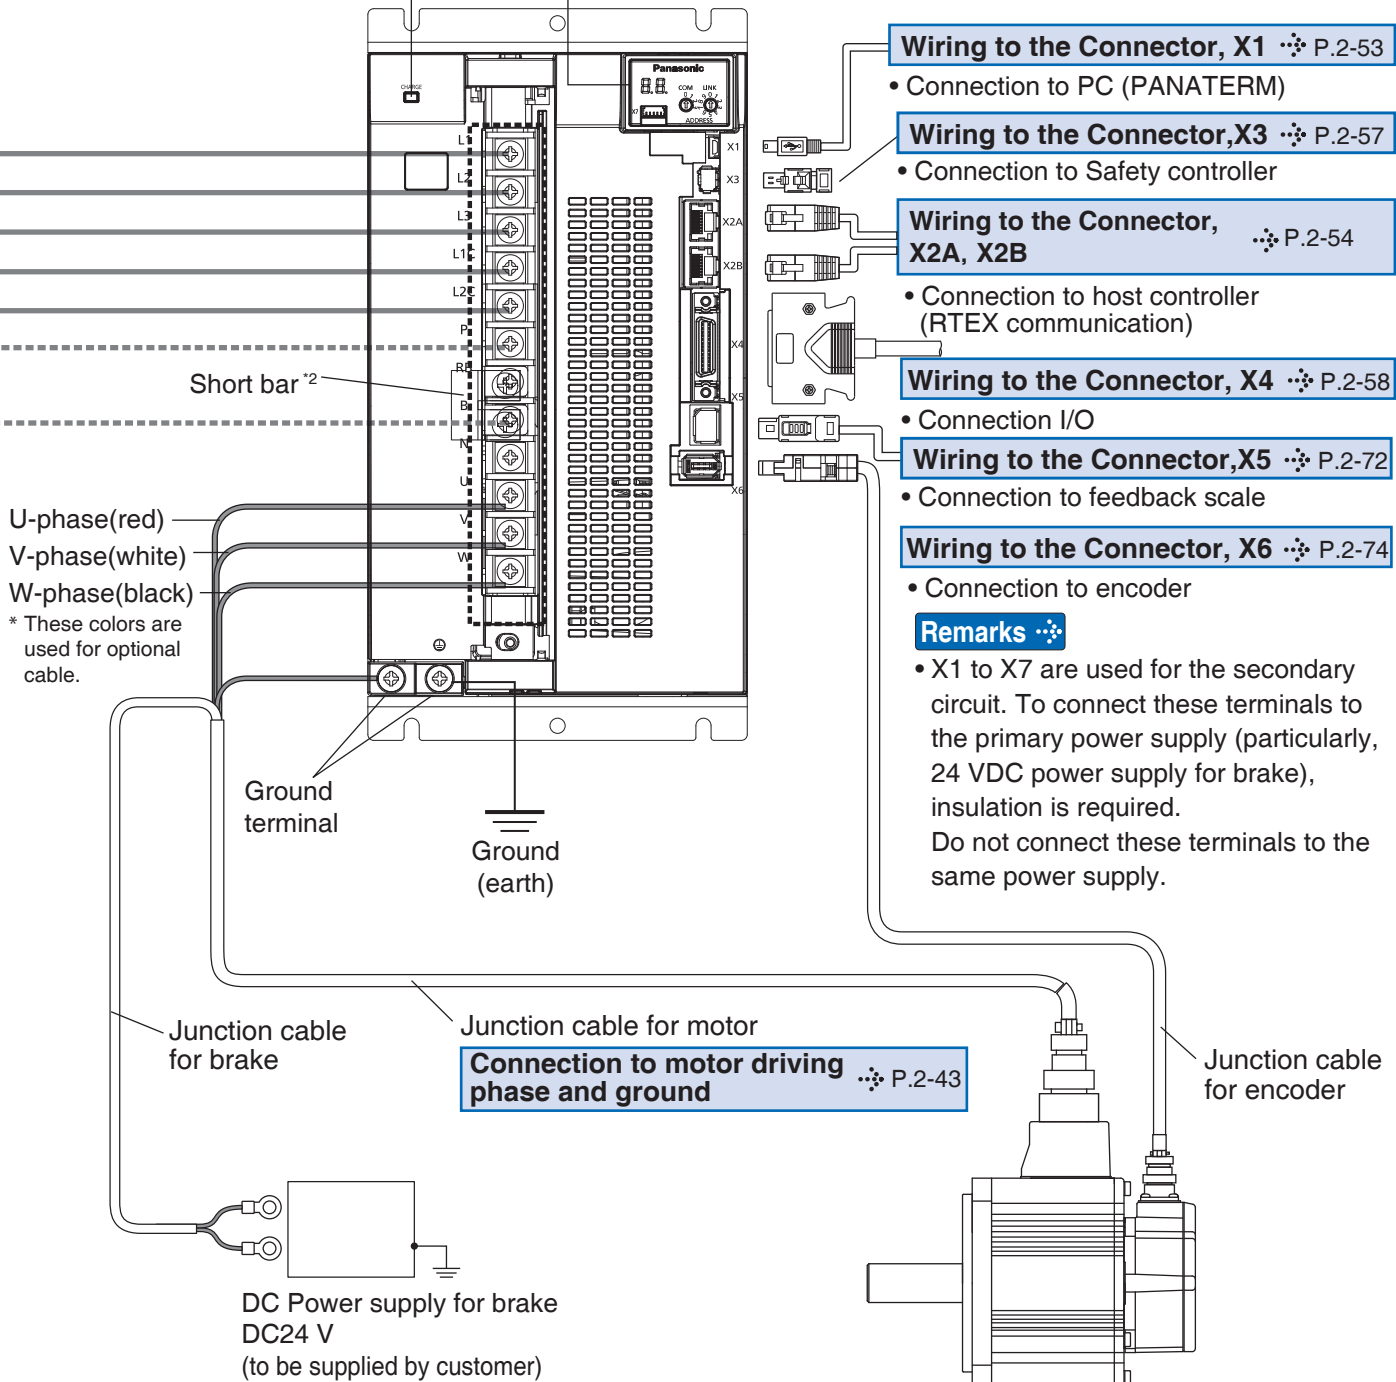 CHARGE
Panasonic
COM LINK
X7
ADDRESS
L1
L2
L3
L1C
L2C
P
B
N
U
V
W
X1
X3
X2A
X2B
X4
X5
X6
Short bar *2
U-phase(red)
V-phase(white)
W-phase(black)
* These colors are
used for optional
cable.
Ground
terminal
Ground
(earth)
Wiring to the Connector, X1 P.2-53
• Connection to PC (PANATERM)
Wiring to the Connector,X3 P.2-57
• Connection to Safety controller
Wiring to the Connector,
X2A, X2B P.2-54
• Connection to host controller
(RTEX communication)
Wiring to the Connector, X4 P.2-58
• Connection I/O
Wiring to the Connector,X5 P.2-72
• Connection to feedback scale
Wiring to the Connector, X6 P.2-74
• Connection to encoder
Remarks
• X1 to X7 are used for the secondary
circuit. To connect these terminals to
the primary power supply (particularly,
24 VDC power supply for brake),
insulation is required.
Do not connect these terminals to the
same power supply.
Junction cable
for brake
Junction cable for motor
Connection to motor driving
phase and ground P.2-43
Junction cable
for encoder
DC Power supply for brake
DC24 V
(to be supplied by customer)